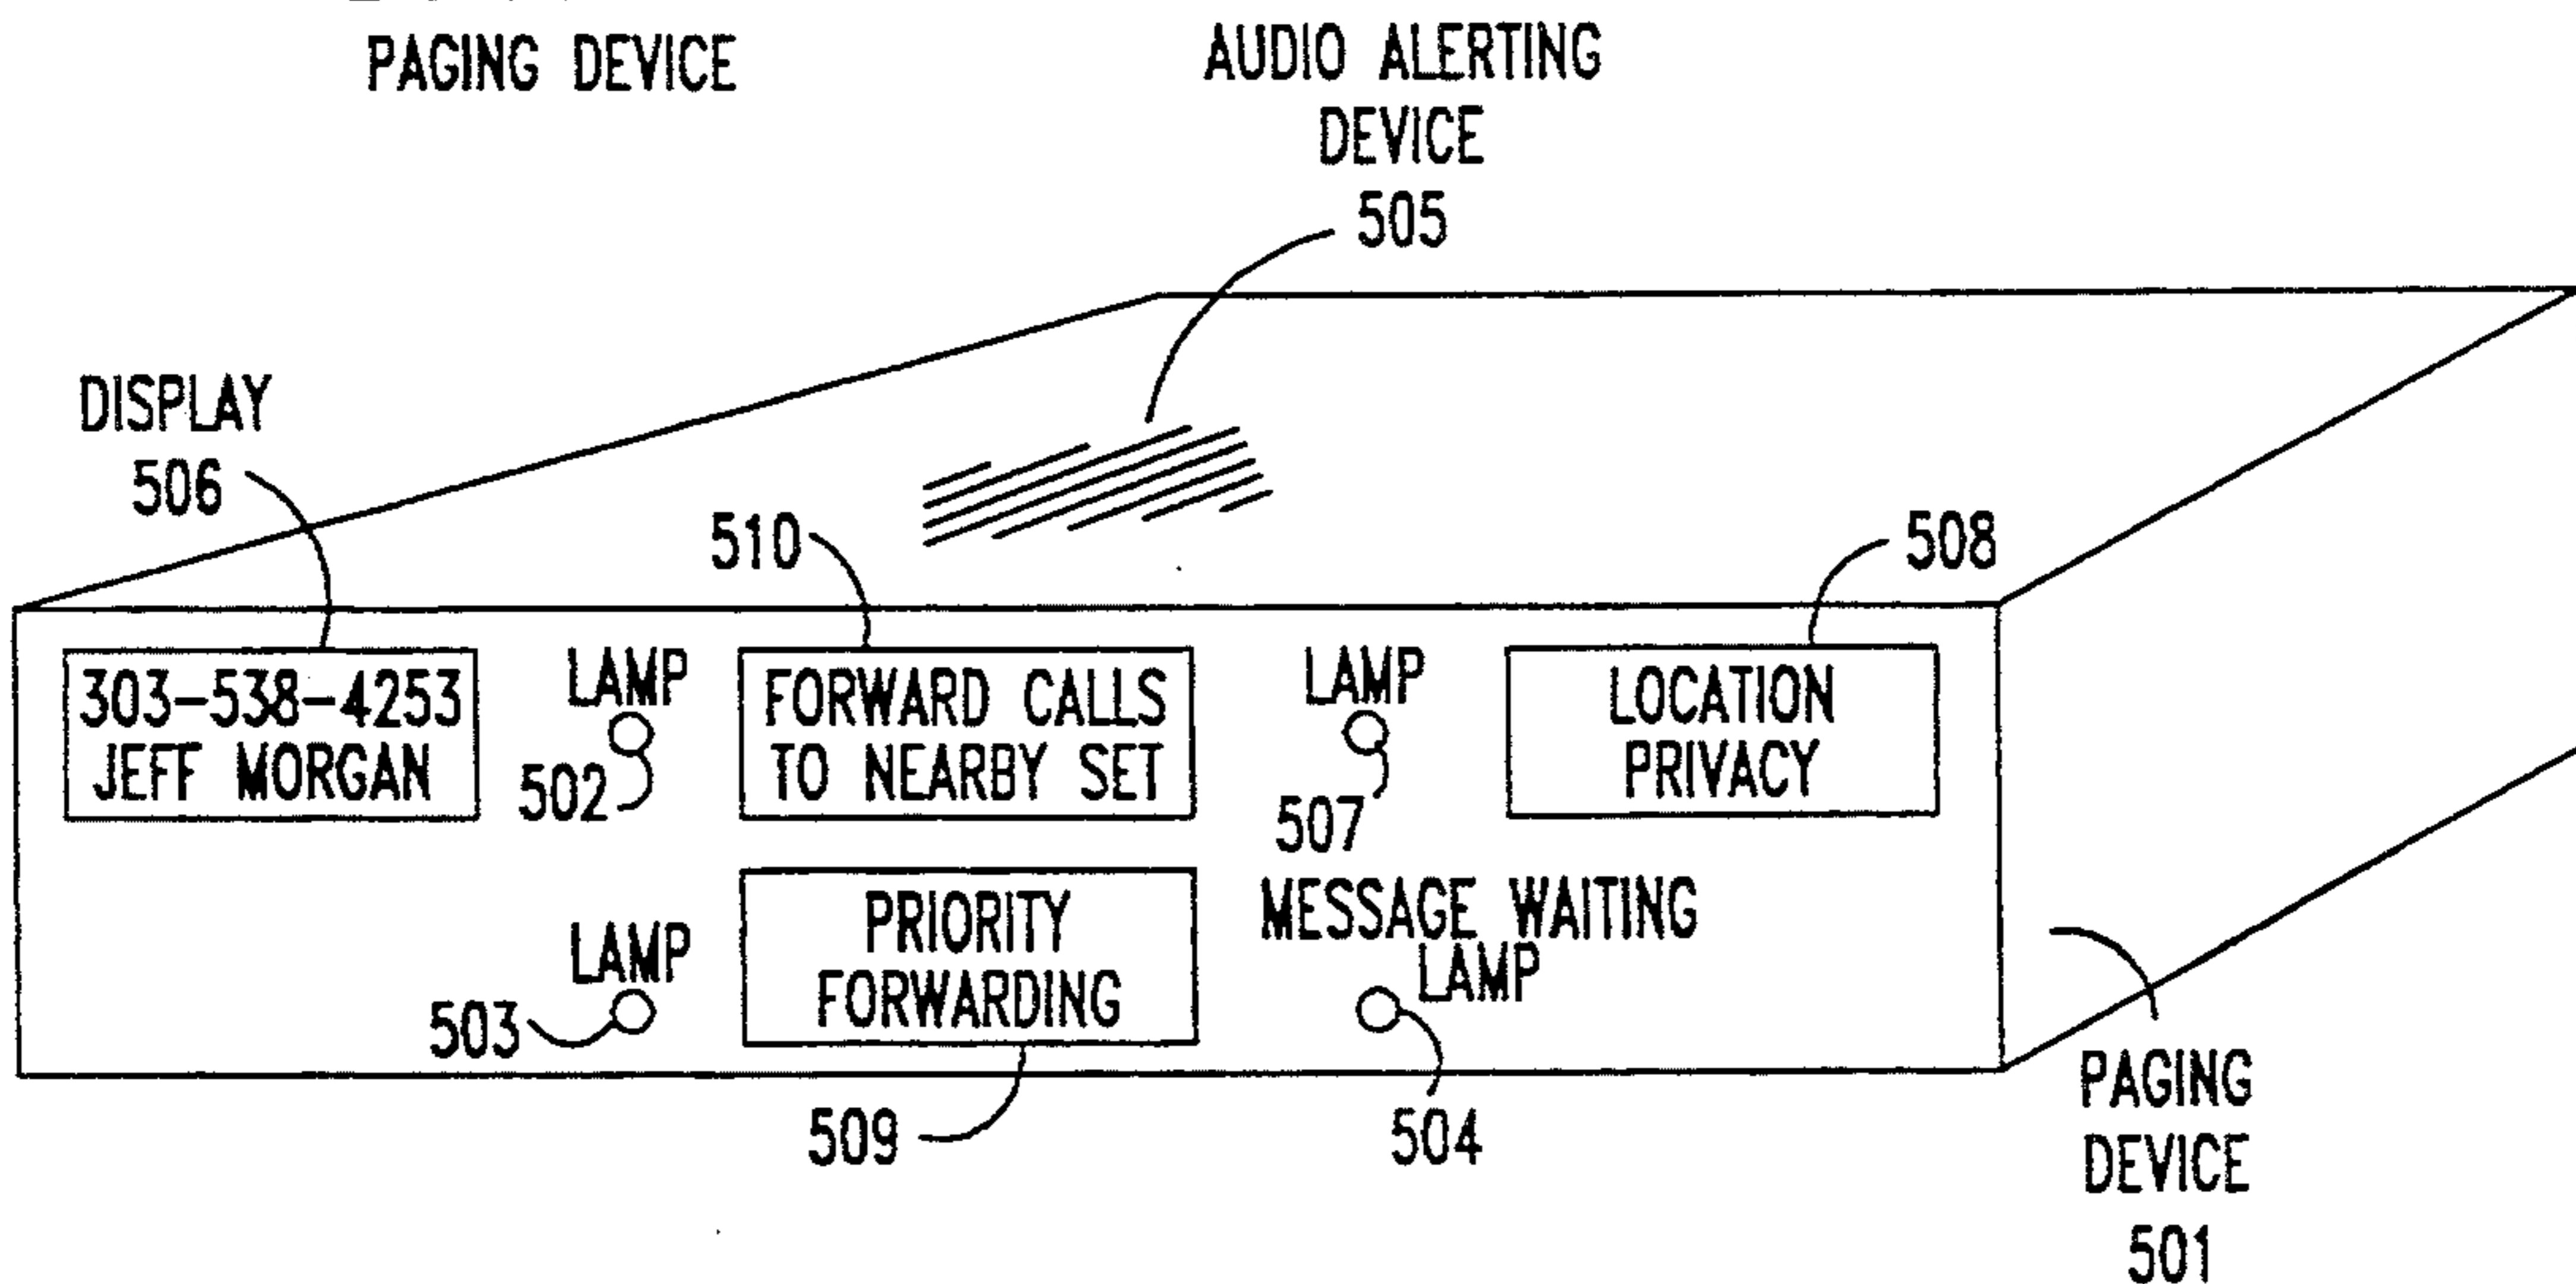 PAGING DEVICE
AUDIO ALERTING
DEVICE
505
DISPLAY
506
510
508
303-538-4253
JEFF MORGAN
LAMP
502
FORWARD CALLS
TO NEARBY SET
LAMP
507
LOCATION
PRIVACY
LAMP
503
PRIORITY
FORWARDING
509
MESSAGE WAITING
LAMP
504
PAGING
DEVICE
501